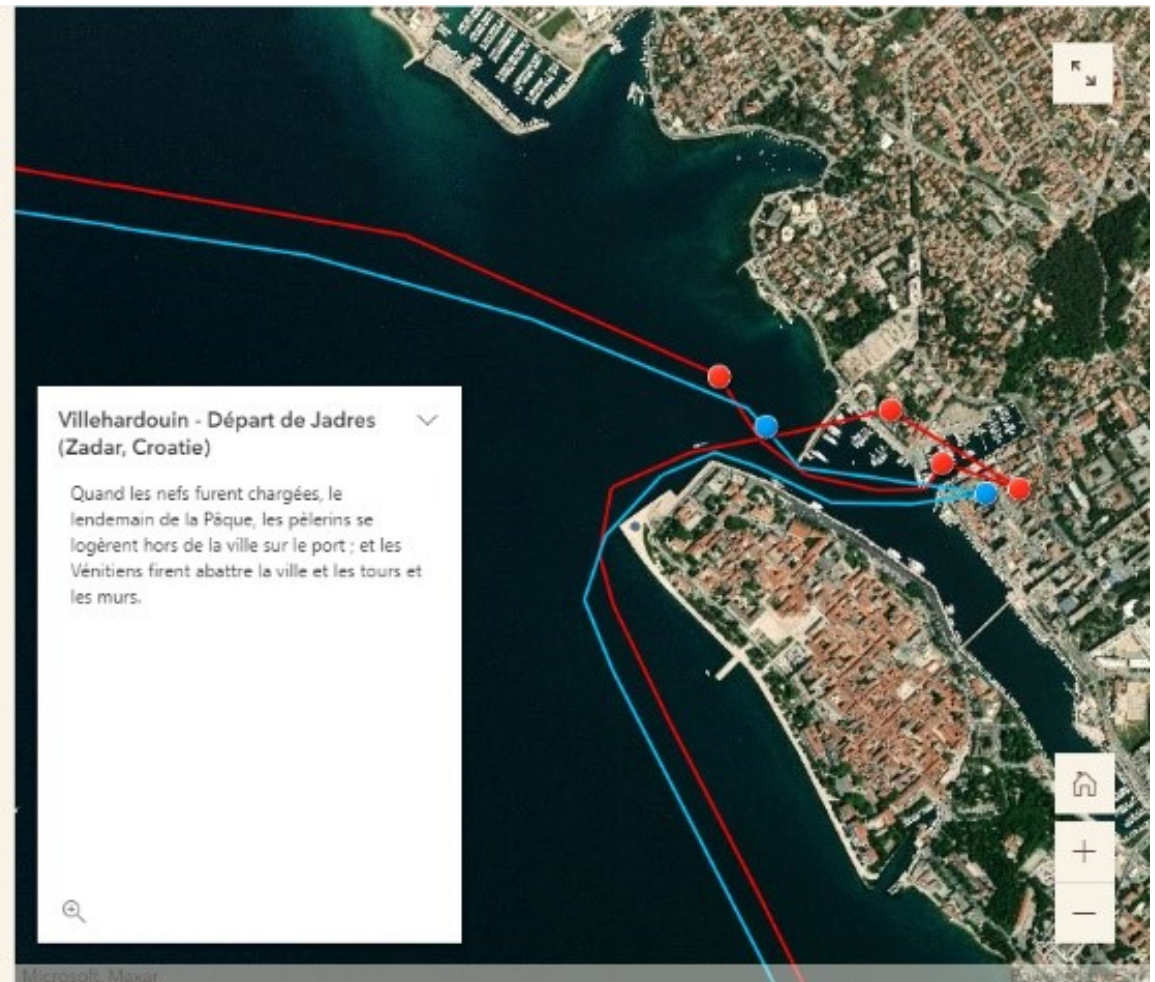 Villehardouin - Départ de Jadres
(Zadar, Croatie)
Quand les nefs furent chargées, le
lendemain de la Pâque, les pèlerins se
logèrent hors de la ville sur le port ; et les
Vénitiens firent abattre la ville et les tours et
les murs.
Microsoft, Maxar